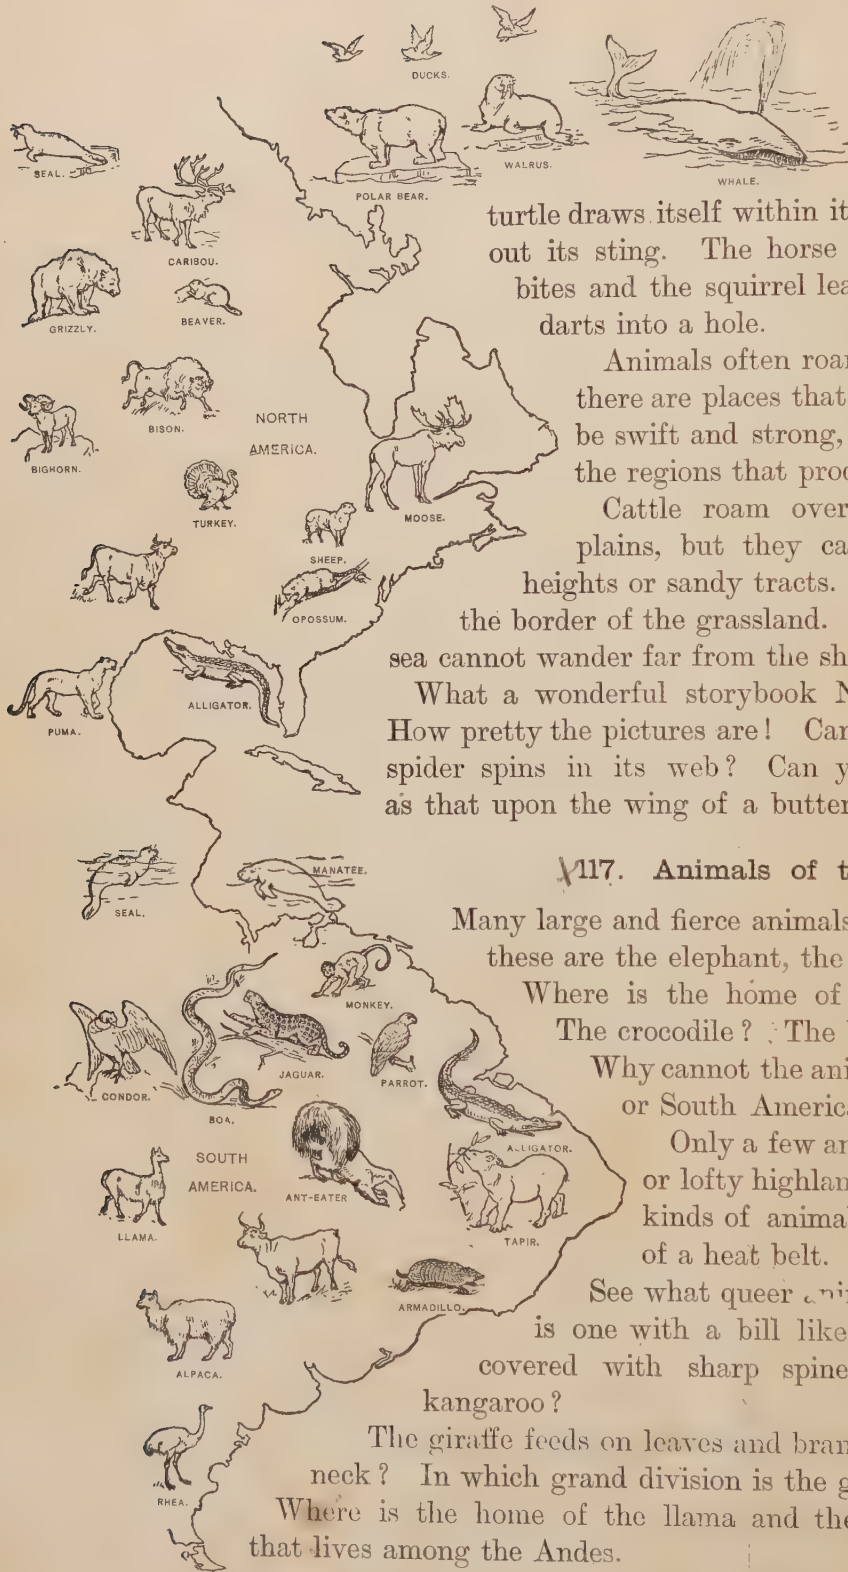 DUCKS.
SEAL.
POLAR BEAR.
WALRUS.
WHALE.
CARIBOU.
GRIZZLY.
BEAVER.
BISON.
BIGHORN.
NORTH
AMERICA.
TURKEY.
MOOSE.
SHEEP.
OPOSSUM.
PUMA.
ALLIGATOR.
turtle draws itself within it
out its sting. The horse
bites and the squirrel lea
darts into a hole.
Animals often roam
there are places that
be swift and strong,
the regions that prod
Cattle roam over
plains, but they ca
heights or sandy tracts.
the border of the grassland.
sea cannot wander far from the sh
What a wonderful storybook N
How pretty the pictures are! Can
spider spins in its web? Can y
as that upon the wing of a butter
SEAL.
MANATEE.
MONKEY.
CONDOR.
BOA.
JAGUAR.
PARROT.
ALLIGATOR.
SOUTH
AMERICA.
LLAMA.
ANT-EATER
TAPIR.
ARMADILLO.
ALPACA.
RHEA.
117. Animals of t
Many large and fierce animals
these are the elephant, the
Where is the home of
The crocodile? The
Why cannot the ani
or South America
Only a few an
or lofty highlan
kinds of anima
of a heat belt.
See what queer
is one with a bill like
covered with sharp spine
kangaroo?
The giraffe feeds on leaves and bran
neck? In which grand division is the g
Where is the home of the llama and the
that lives among the Andes.